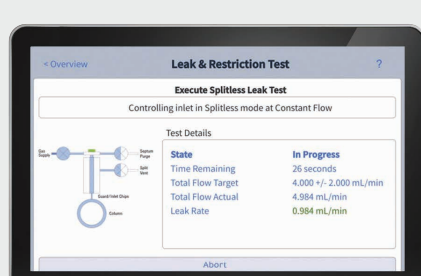 < Overview
Leak & Restriction Test
?
Execute Splitless Leak Test
Controlling inlet in Splitless mode at Constant Flow
Test Details
Gas Supply
Septum Purge
Split Vent
Guard/Inlet Chips
Column
State In Progress
Time Remaining 26 seconds
Total Flow Target 4.000 +/- 2.000 mL/min
Total Flow Actual 4.984 mL/min
Leak Rate 0.984 mL/min
Abort